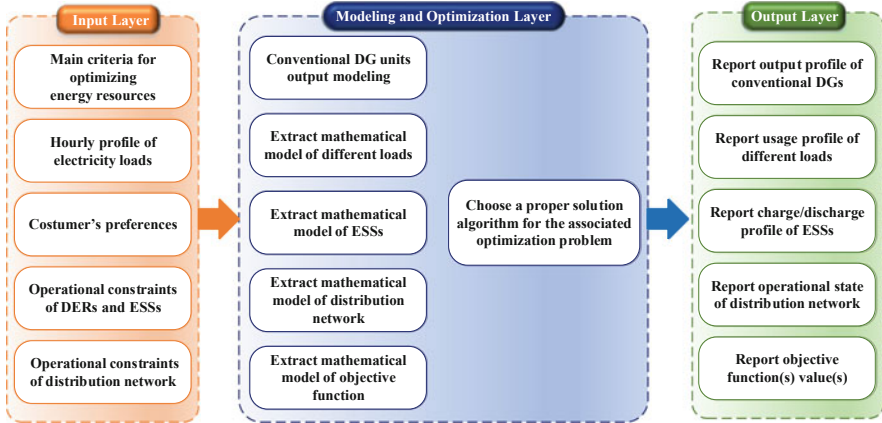 Input Layer
Main criteria for
optimizing
energy resources
Hourly profile of
electricity loads
Costumer's preferences
Operational constraints
of DERs and ESSs
Operational constraints
of distribution network
Modeling and Optimization Layer
Conventional DG units
output modeling
Extract mathematical
model of different loads
Extract mathematical
model of ESSs
Extract mathematical
model of distribution
network
Extract mathematical
model of objective
function
Choose a proper solution
algorithm for the associated
optimization problem
Output Layer
Report output profile of
conventional DGs
Report usage profile of
different loads
Report charge/discharge
profile of ESSs
Report operational state
of distribution network
Report objective
function(s) value(s)